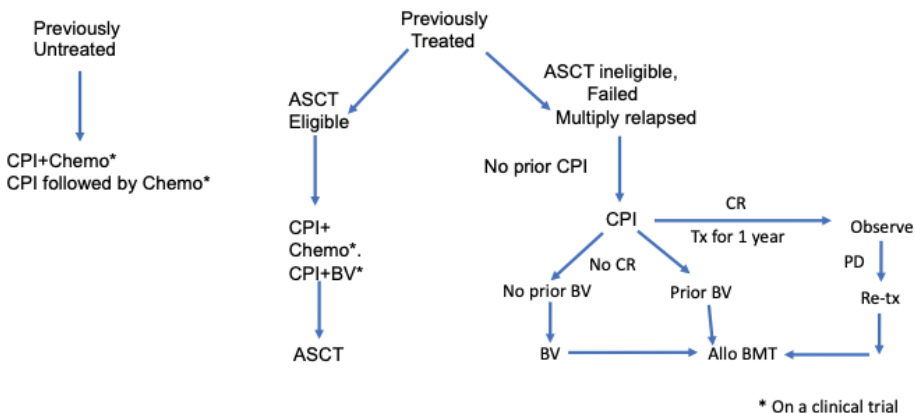 Previously
Untreated
CPI+Chemo*
CPI followed by Chemo*
Previously
Treated
ASCT
Eligible
CPI+
Chemo*.
CPI+BV*
ASCT
ASCT ineligible,
Failed
Multiply relapsed
No prior CPI
CPI
CR
Tx for 1 year
Observe
PD
Re-tx
No CR
No prior BV
Prior BV
BV
Allo BMT
* On a clinical trial